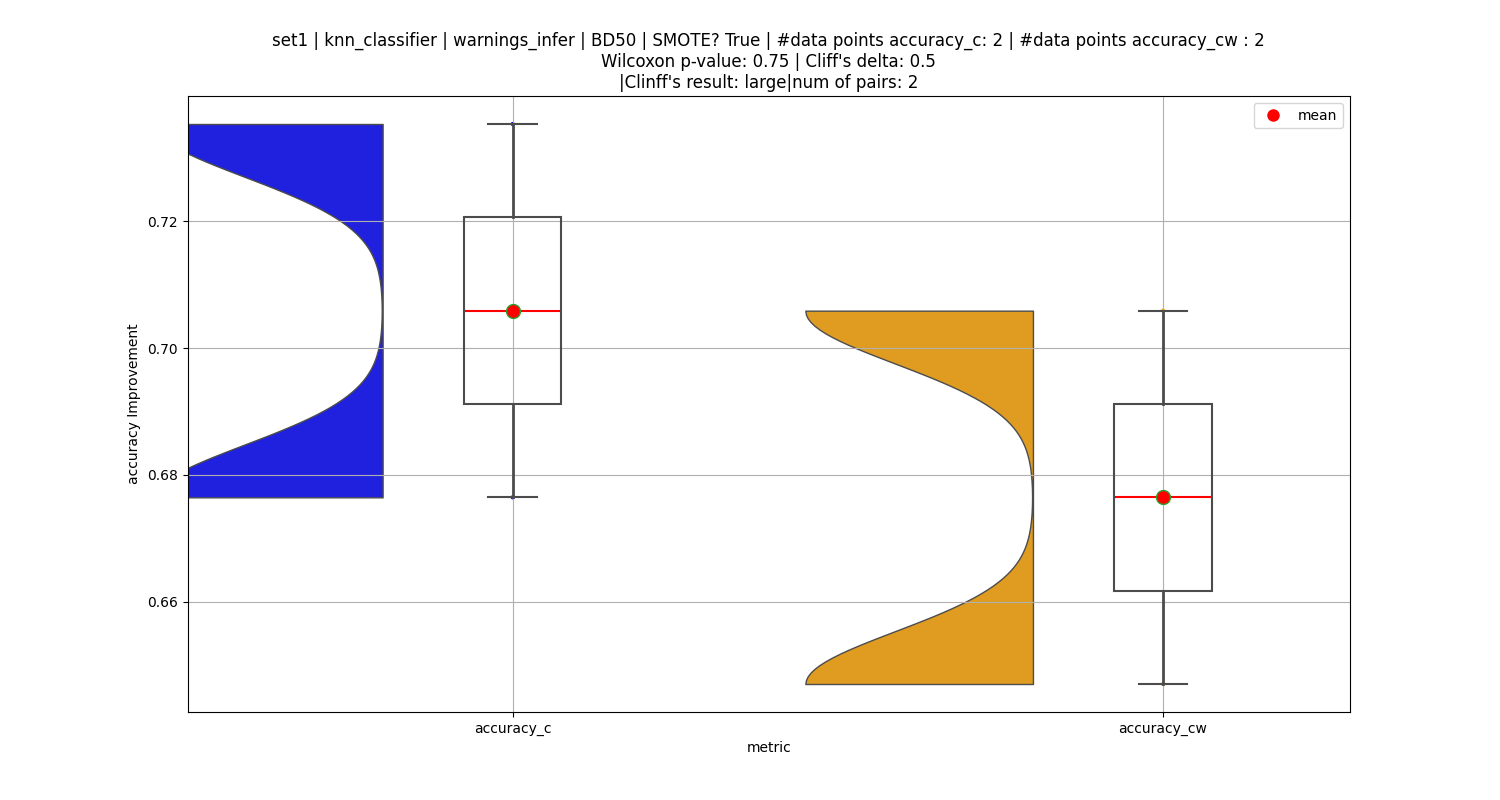 set1 | knn_classifier | warnings_infer | BD50 | SMOTE? True | #data points accuracy_c: 2 | #data points accuracy_cw : 2
Wilcoxon p-value: 0.75 | Cliff's delta: 0.5
|Clinff's result: large|num of pairs: 2
mean
0.72
0.70
0.68
0.66
accuracy Improvement
accuracy_c
accuracy_cw
metric